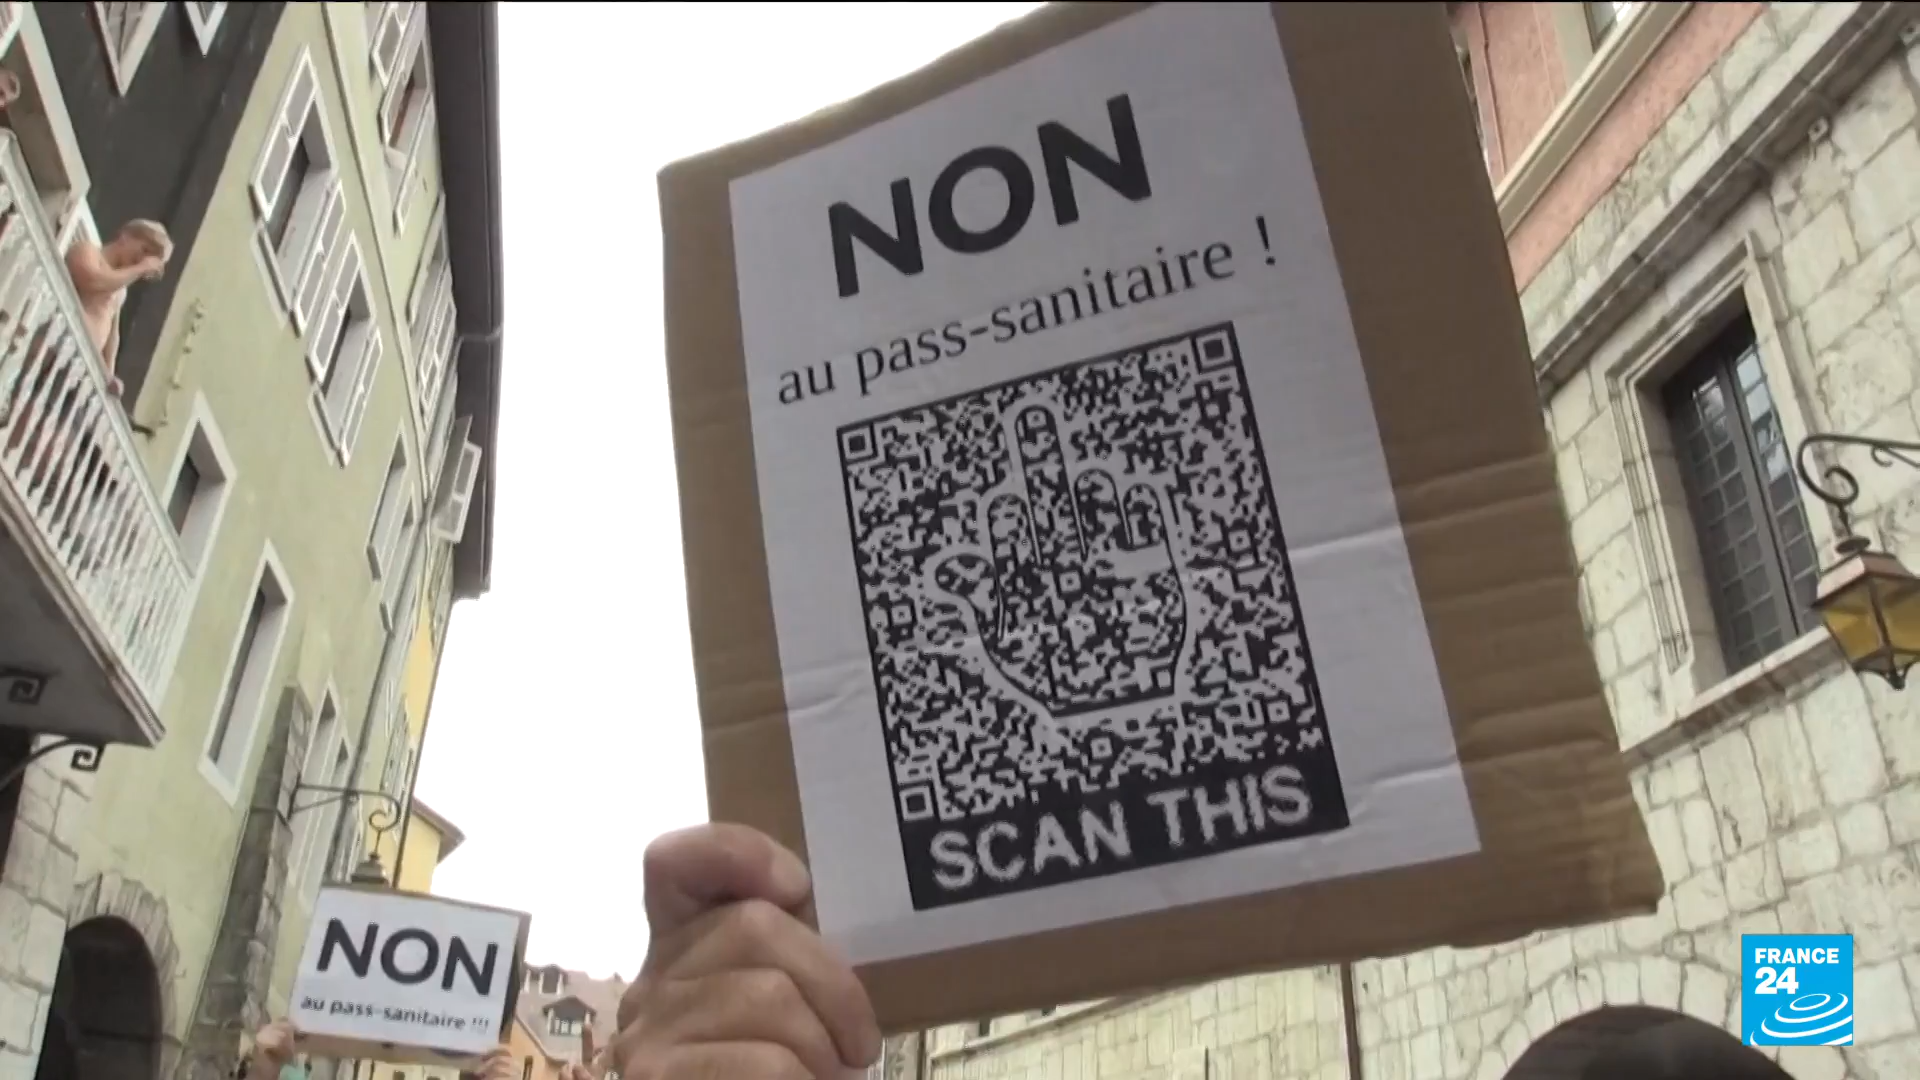 NON
au pass-sanitaire !
SCAN THIS
NON
au pass-sanitaire !!!
FRANCE
24